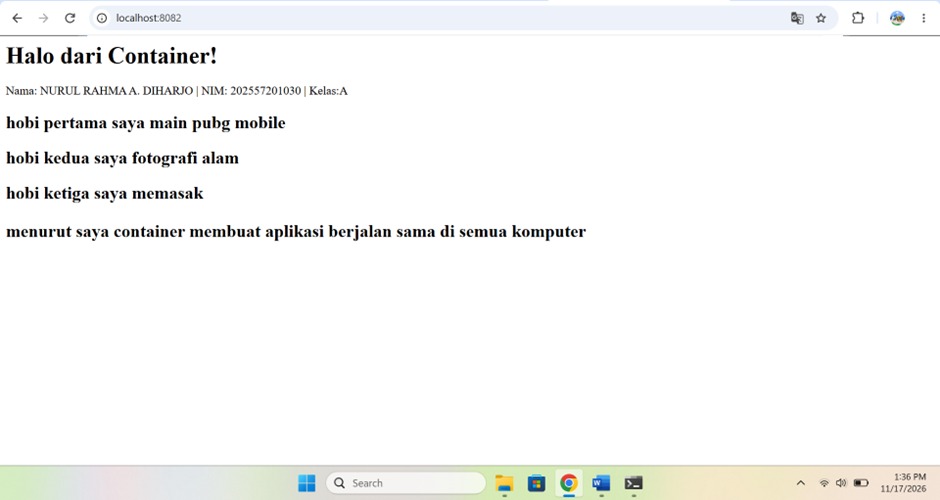 localhost:8082
Halo dari Container!
Nama: NURUL RAHMA A. DIHARJO | NIM: 202557201030 | Kelas:A
hobi pertama saya main pubg mobile
hobi kedua saya fotografi alam
hobi ketiga saya memasak
menurut saya container membuat aplikasi berjalan sama di semua komputer
Search
1:36 PM
11/17/2026